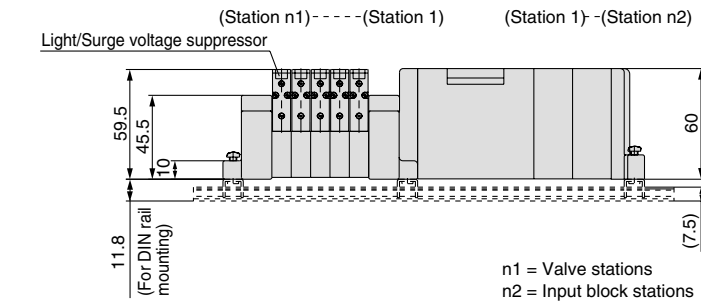 (Station n1) (Station 1) (Station 1) (Station n2)
Light/Surge voltage suppressor
59.5
45.5
10
60
11.8
(For DIN rail
mounting)
(7.5)
n1 = Valve stations
n2 = Input block stations